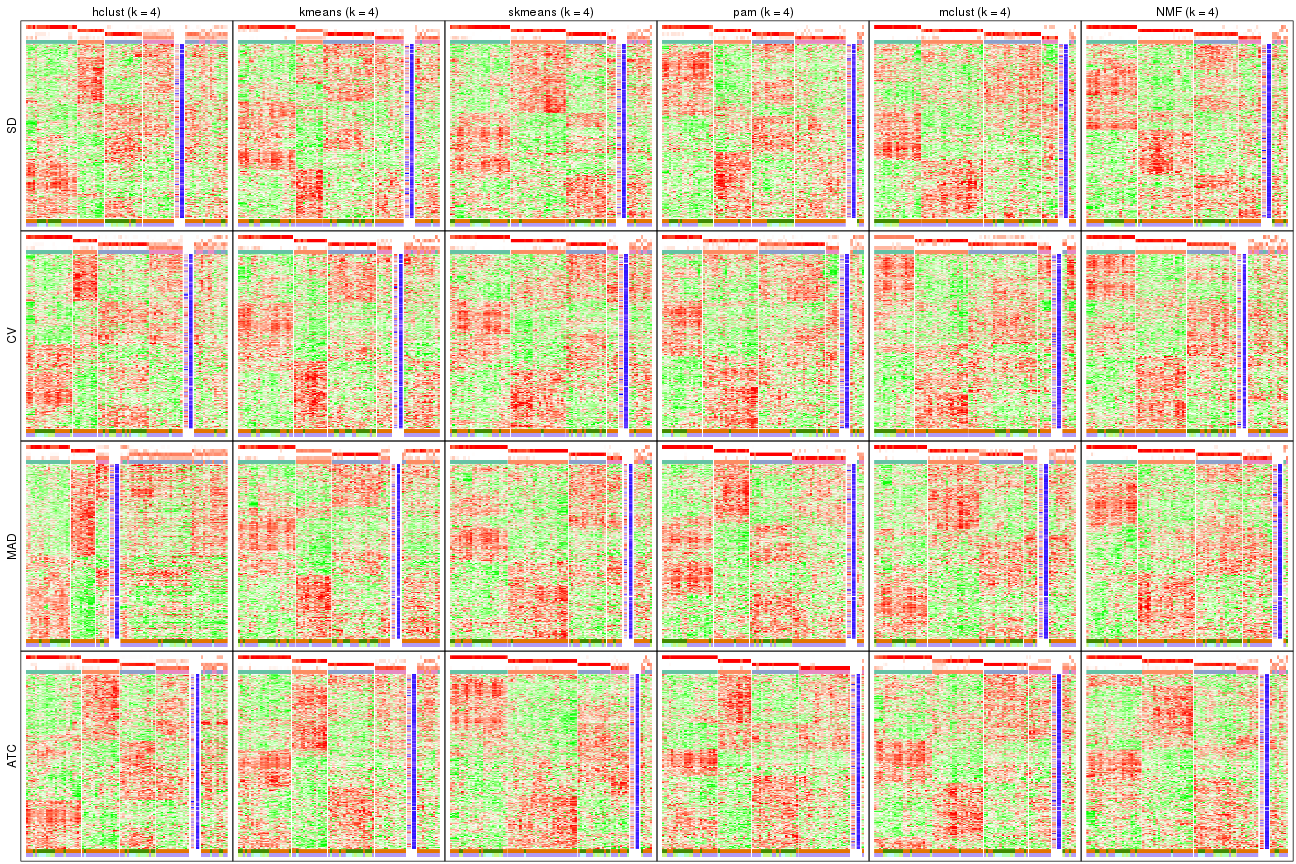 hclust (k = 4)
kmeans (k = 4)
skmeans (k = 4)
pam (k = 4)
mclust (k = 4)
NMF (k = 4)
SD
CV
MAD
ATC